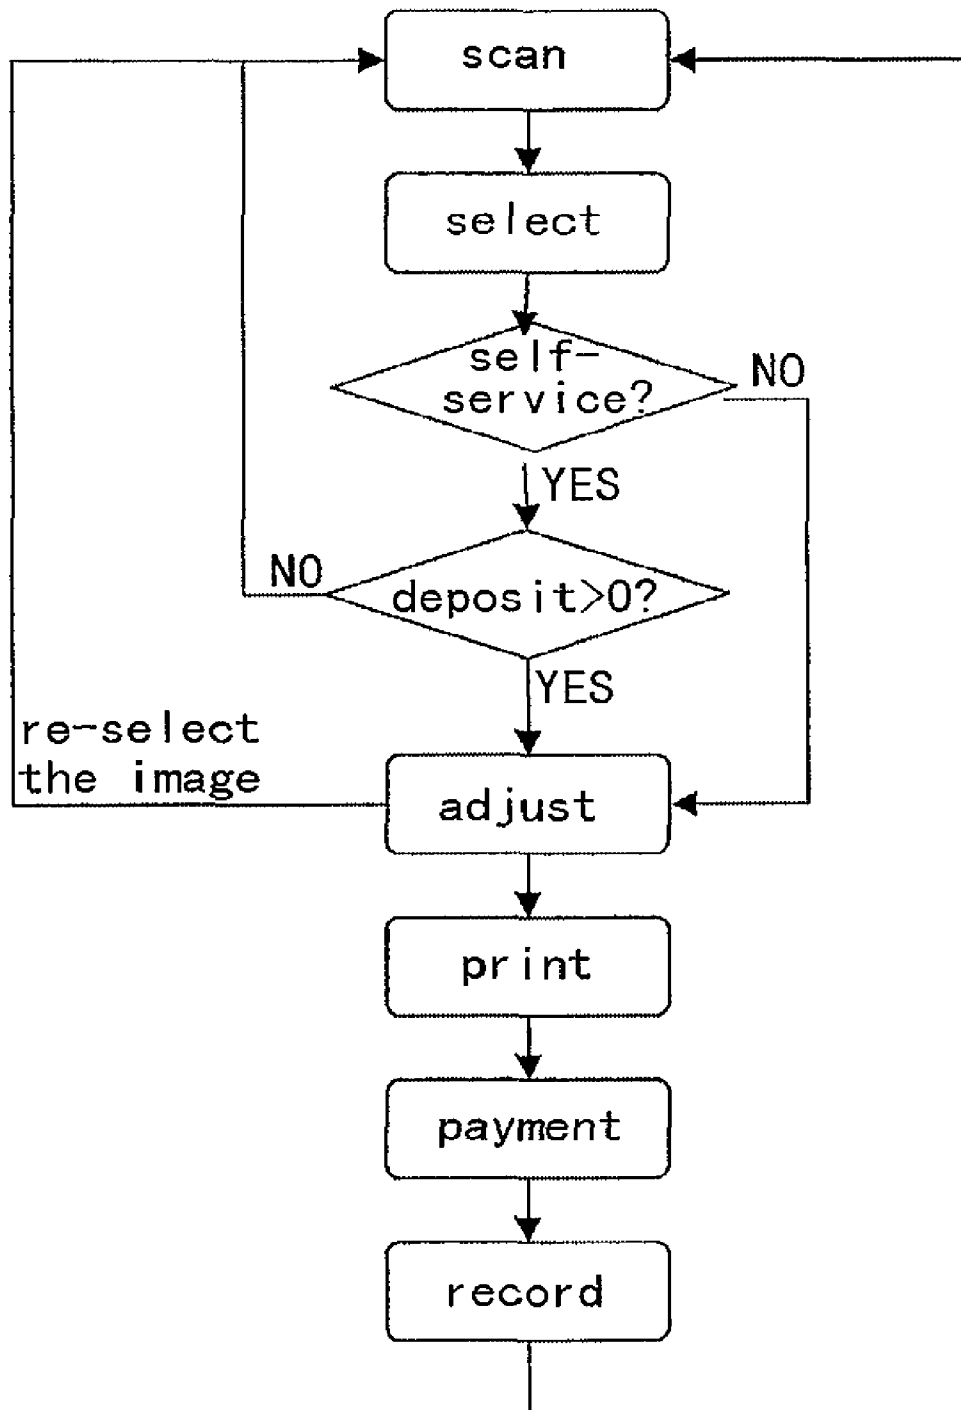 scan
select
self-
service?
NO
YES
NO
deposit>0?
YES
re-select
the image
adjust
print
payment
record